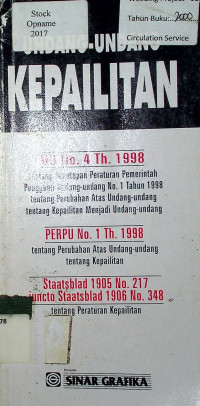 Stock
Opname
2017
Tahun Buku: 2000
Circulation Service
UNDANG-UNDANG
KEPAILITAN
UU No. 4 Th. 1998
tentang Penetapan Peraturan Pemerintah
Pengganti Undang-undang No. 1 Tahun 1998
tentang Perubahan Atas Undang-undang
tentang Kepailitan Menjadi Undang-undang
PERPU No. 1 Th. 1998
tentang Perubahan Atas Undang-undang
tentang Kepailitan
Staatsblad 1905 No. 217
juncto Staatsblad 1906 No. 348
tentang Peraturan Kepailitan
78
SINAR GRAFIKA